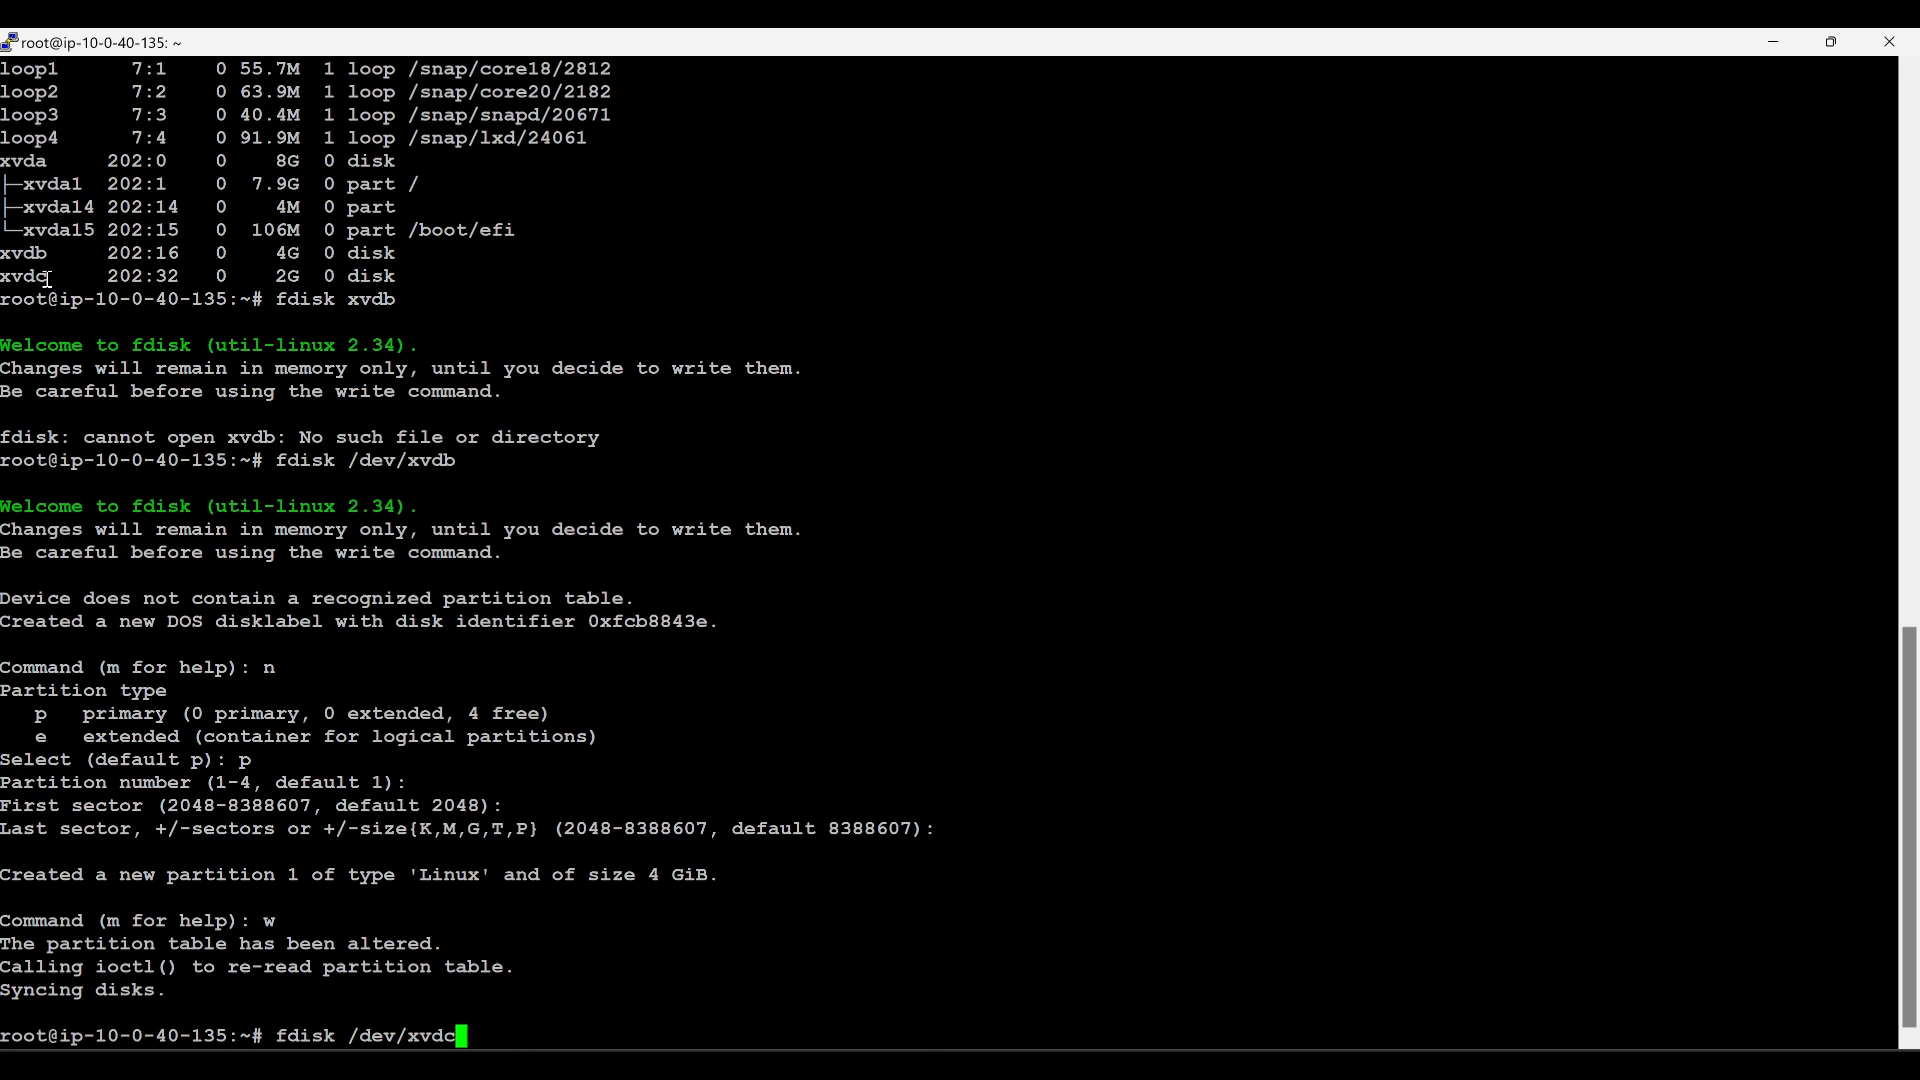 root@ip-10-0-40-135: ~
loop1      7:1    0 55.7M  1 loop /snap/core18/2812
loop2      7:2    0 63.9M  1 loop /snap/core20/2182
loop3      7:3    0 40.4M  1 loop /snap/snapd/20671
loop4      7:4    0 91.9M  1 loop /snap/lxd/24061
xvda     202:0    0    8G  0 disk
├─xvda1  202:1    0  7.9G  0 part /
├─xvda14 202:14   0    4M  0 part
└─xvda15 202:15   0  106M  0 part /boot/efi
xvdb     202:16   0    4G  0 disk
xvdc     202:32   0    2G  0 disk
root@ip-10-0-40-135:~# fdisk xvdb
Welcome to fdisk (util-linux 2.34).
Changes will remain in memory only, until you decide to write them.
Be careful before using the write command.
fdisk: cannot open xvdb: No such file or directory
root@ip-10-0-40-135:~# fdisk /dev/xvdb
Welcome to fdisk (util-linux 2.34).
Changes will remain in memory only, until you decide to write them.
Be careful before using the write command.
Device does not contain a recognized partition table.
Created a new DOS disklabel with disk identifier 0xfcb8843e.
Command (m for help): n
Partition type
   p   primary (0 primary, 0 extended, 4 free)
   e   extended (container for logical partitions)
Select (default p): p
Partition number (1-4, default 1):
First sector (2048-8388607, default 2048):
Last sector, +/-sectors or +/-size{K,M,G,T,P} (2048-8388607, default 8388607):
Created a new partition 1 of type 'Linux' and of size 4 GiB.
Command (m for help): w
The partition table has been altered.
Calling ioctl() to re-read partition table.
Syncing disks.
root@ip-10-0-40-135:~# fdisk /dev/xvdc